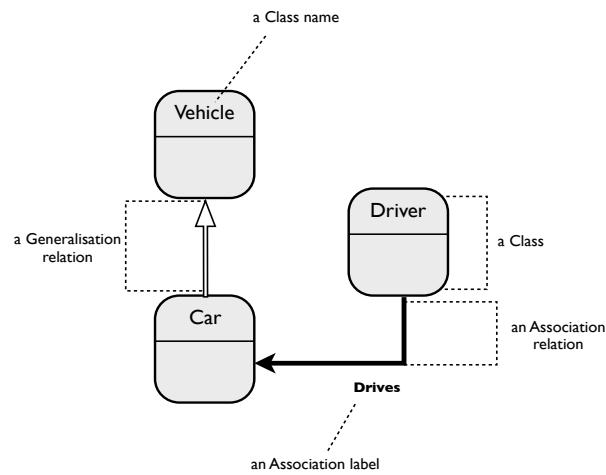 a Class name
Vehicle
Driver
a Generalisation
relation
a Class
Car
an Association
relation
Drives
an Association label